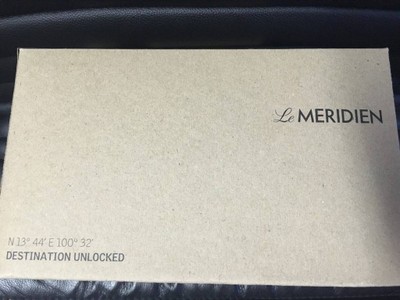 Le MERIDIEN
N 13° 44' E 100° 32'
DESTINATION UNLOCKED